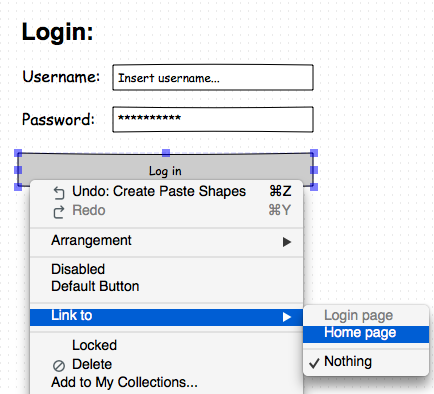 Login:
Username: Insert username...
Password: **********
Log in
Undo: Create Paste Shapes ⌘Z
Redo ⌘Y
Arrangement
Disabled
Default Button
Link to
Login page
Home page
Nothing
Locked
Delete
Add to My Collections...